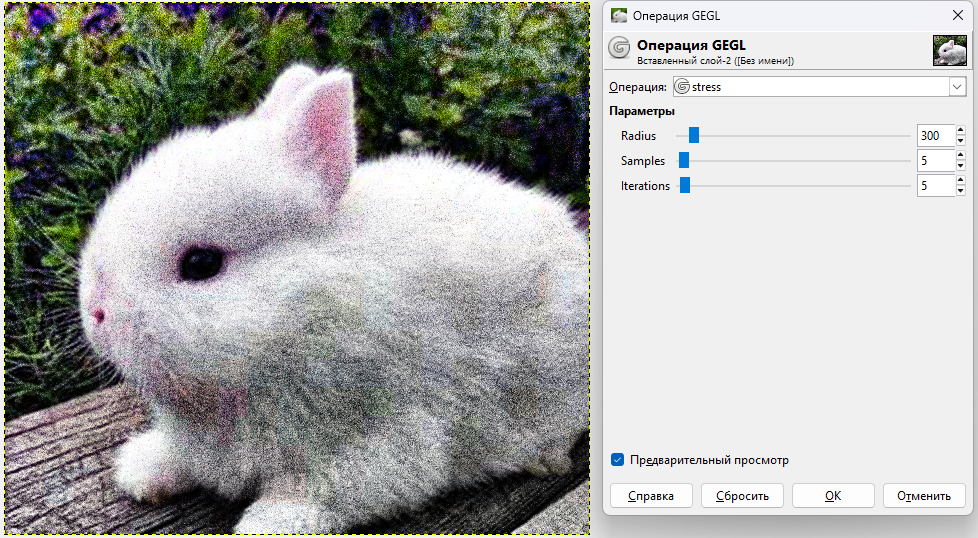 Операция GEGL
Операция GEGL
Вставленный слой-2 ([Без имени])
Операция: stress
Параметры
Radius 300
Samples 5
Iterations 5
Предварительный просмотр
Справка Сбросить OK Отменить